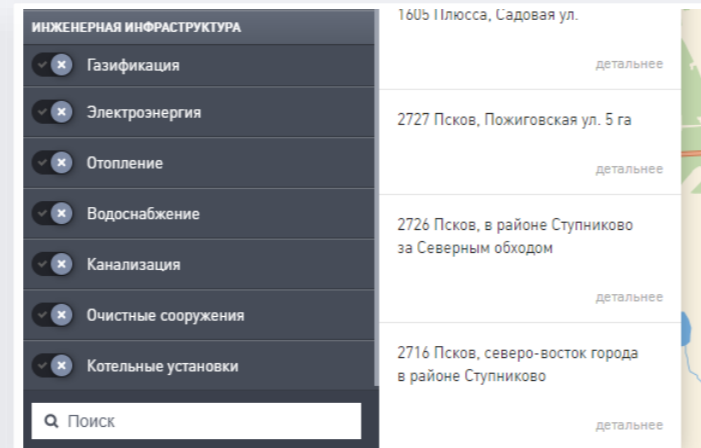 ИНЖЕНЕРНАЯ ИНФРАСТРУКТУРА
Газификация
Электроэнергия
Отопление
Водоснабжение
Канализация
Очистные сооружения
Котельные установки
Поиск
1605 Плюсса, Садовая ул.
детальнее
2727 Псков, Пожиговская ул. 5 га
детальнее
2726 Псков, в районе Ступниково
за Северным обходом
детальнее
2716 Псков, северо-восток города
в районе Ступниково
детальнее